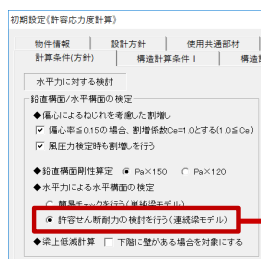 初期設定《許容応力度計算》
物件情報 設計方針 使用共通部材
計算条件(方針) 構造計算条件Ⅰ 構造
水平力に対する検討
鉛直構面/水平構面の検定
◆偏心によるねじれを考慮した割増し
偏心率≦0.15の場合、割増係数Ce=1.0とする(1.0≦Ce)
風圧力検定時も割増しを行う
◆鉛直構面剛性算定 Pa×150 Pa×120
◆水平力による水平構面の検定
簡易チェックを行う(単純梁モデル)
許容せん断耐力の検討を行う(連続梁モデル)
◆梁上低減計算 下階に壁がある場合を対象にする